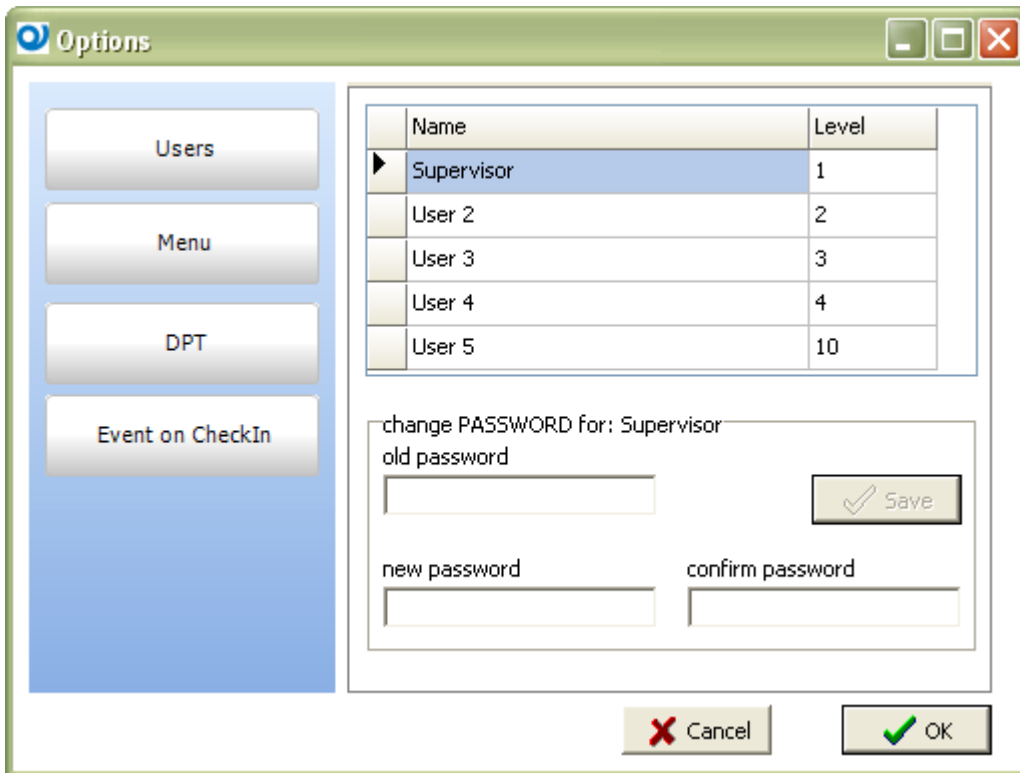 Options
Users
Menu
DPT
Event on CheckIn
Name Level
Supervisor 1
User 2 2
User 3 3
User 4 4
User 5 10
change PASSWORD for: Supervisor
old password
Save
new password confirm password
Cancel OK